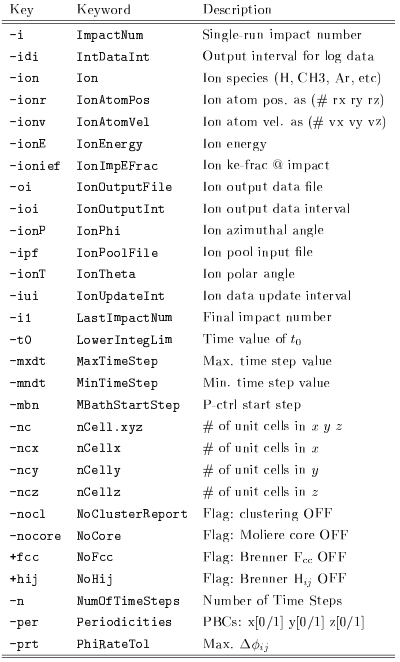 Key Keyword Description
-i ImpactNum Single-run impact number
-idi IntDataInt Output interval for log data
-ion Ion Ion species (H, CH3, Ar, etc)
-ionr IonAtomPos Ion atom pos. as (# rx ry rz)
-ionv IonAtomVel Ion atom vel. as (# vx vy vz)
-ionE IonEnergy Ion energy
-ionief IonImpEFrac Ion ke-frac @ impact
-oi IonOutputFile Ion output data file
-ioi IonOutputInt Ion output data interval
-ionP IonPhi Ion azimuthal angle
-ipf IonPoolFile Ion pool input file
-ionT IonTheta Ion polar angle
-iui IonUpdateInt Ion data update interval
-i1 LastImpactNum Final impact number
-t0 LowerIntegLim Time value of t₀
-mxdt MaxTimeStep Max. time step value
-mndt MinTimeStep Min. time step value
-mbn MBathStartStep P-ctrl start step
-nc nCell.xyz # of unit cells in x y z
-ncx nCellx # of unit cells in x
-ncy nCelly # of unit cells in y
-ncz nCellz # of unit cells in z
-nocl NoClusterReport Flag: clustering OFF
-nocore NoCore Flag: Moliere core OFF
+fcc NoFcc Flag: Brenner F_cc OFF
+hij NoHij Flag: Brenner H_ij OFF
-n NumOfTimeSteps Number of Time Steps
-per Periodicities PBCs: x[0/1] y[0/1] z[0/1]
-prt PhiRateTol Max. Δϕ_ij